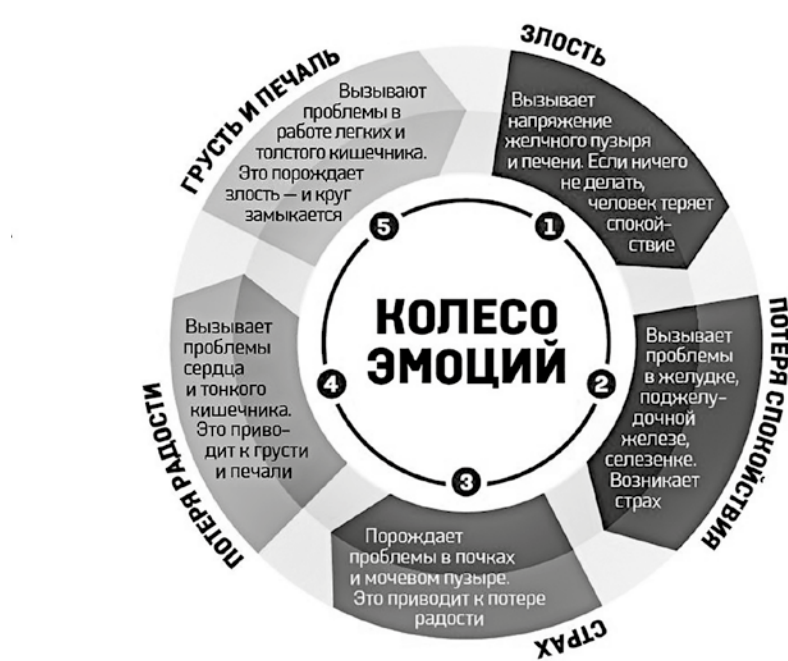 КОЛЕСО
ЭМОЦИЙ
ЗЛОСТЬ
1
Вызывает
напряжение
желчного пузыря
и печени. Если ничего
не делать,
человек теряет
спокой-
ствие
ПОТЕРЯ СПОКОЙСТВИЯ
2
Вызывает
проблемы
в желудке,
поджелу-
дочной
железе,
селезенке.
Возникает
страх
СТРАХ
3
Порождает
проблемы в почках
и мочевом пузыре.
Это приводит к потере
радости
ПОТЕРЯ РАДОСТИ
4
Вызывает
проблемы
сердца
и тонкого
кишечника.
Это приво-
дит к грусти
и печали
ГРУСТЬ И ПЕЧАЛЬ
5
Вызывают
проблемы в
работе легких и
толстого кишечника.
Это порождает
злость — и круг
замыкается